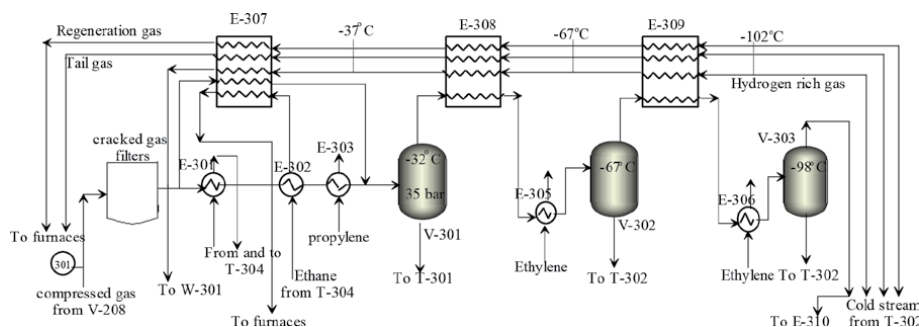 E-307
E-308
E-309
-37°C
-67°C
-102°C
Regeneration gas
Tail gas
Hydrogen rich gas
cracked gas
filters
E-301
E-302
E-303
-32°C
35 bar
V-301
E-305
-67°C
V-302
V-303
E-306
-98°C
To furnaces
301
compressed gas
from V-208
To W-301
From and to
T-304
propylene
Ethane
from T-304
To furnaces
To T-301
Ethylene
To T-302
Ethylene
To T-302
To E-310
Cold stream
from T-302